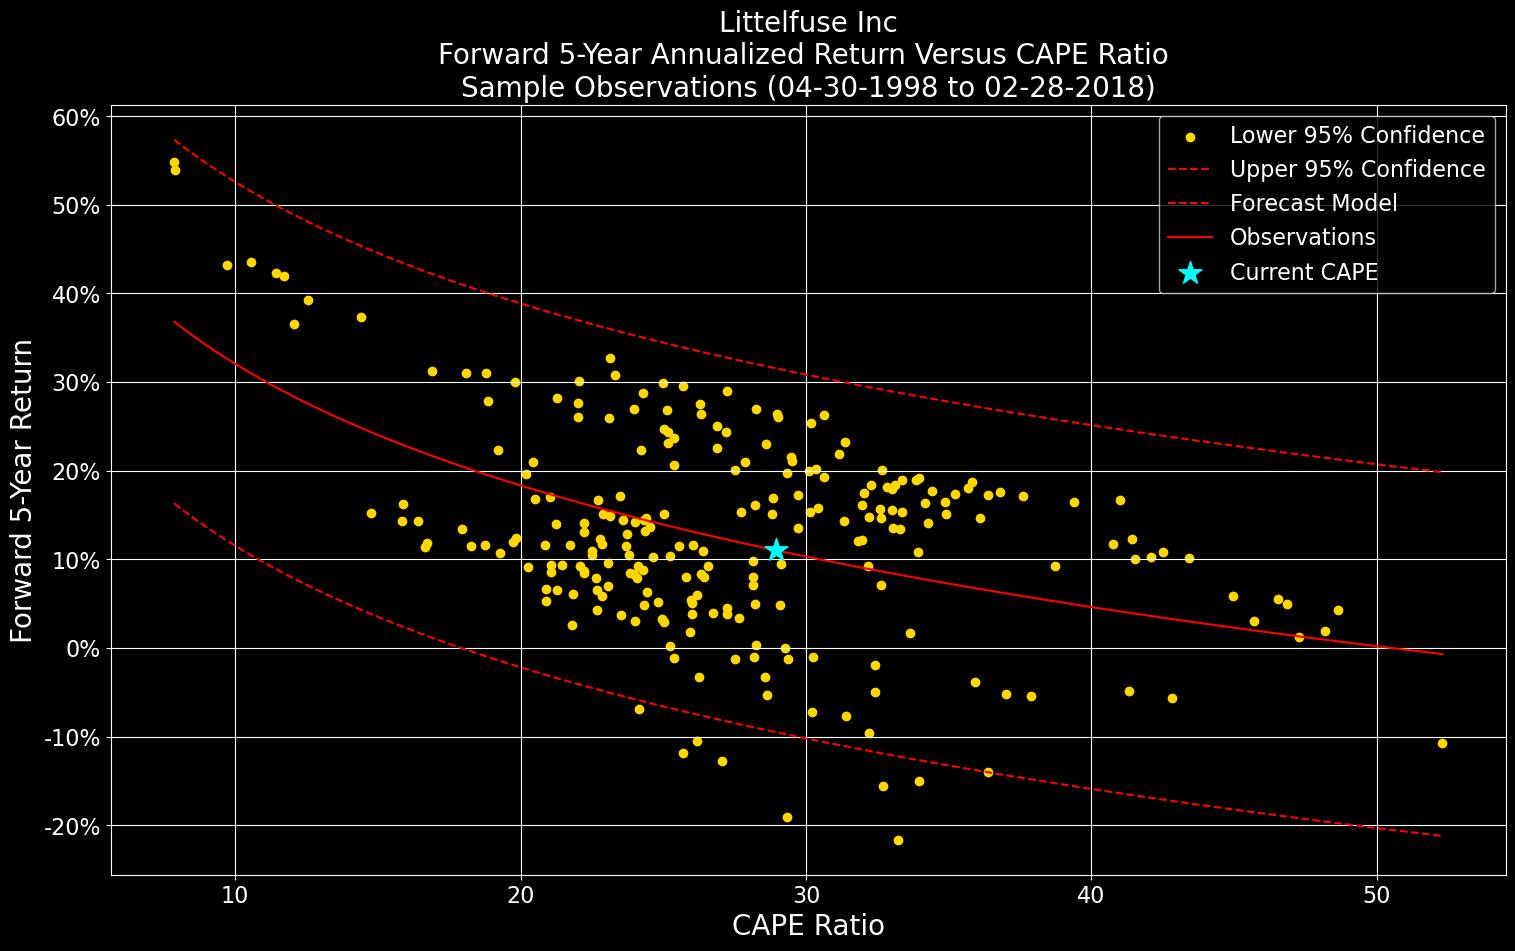 Littelfuse Inc
Forward 5-Year Annualized Return Versus CAPE Ratio
Sample Observations (04-30-1998 to 02-28-2018)
Lower 95% Confidence
Upper 95% Confidence
Forecast Model
Observations
Current CAPE
Forward 5-Year Return
60%
50%
40%
30%
20%
10%
0%
-10%
-20%
10 20 30 40 50
CAPE Ratio